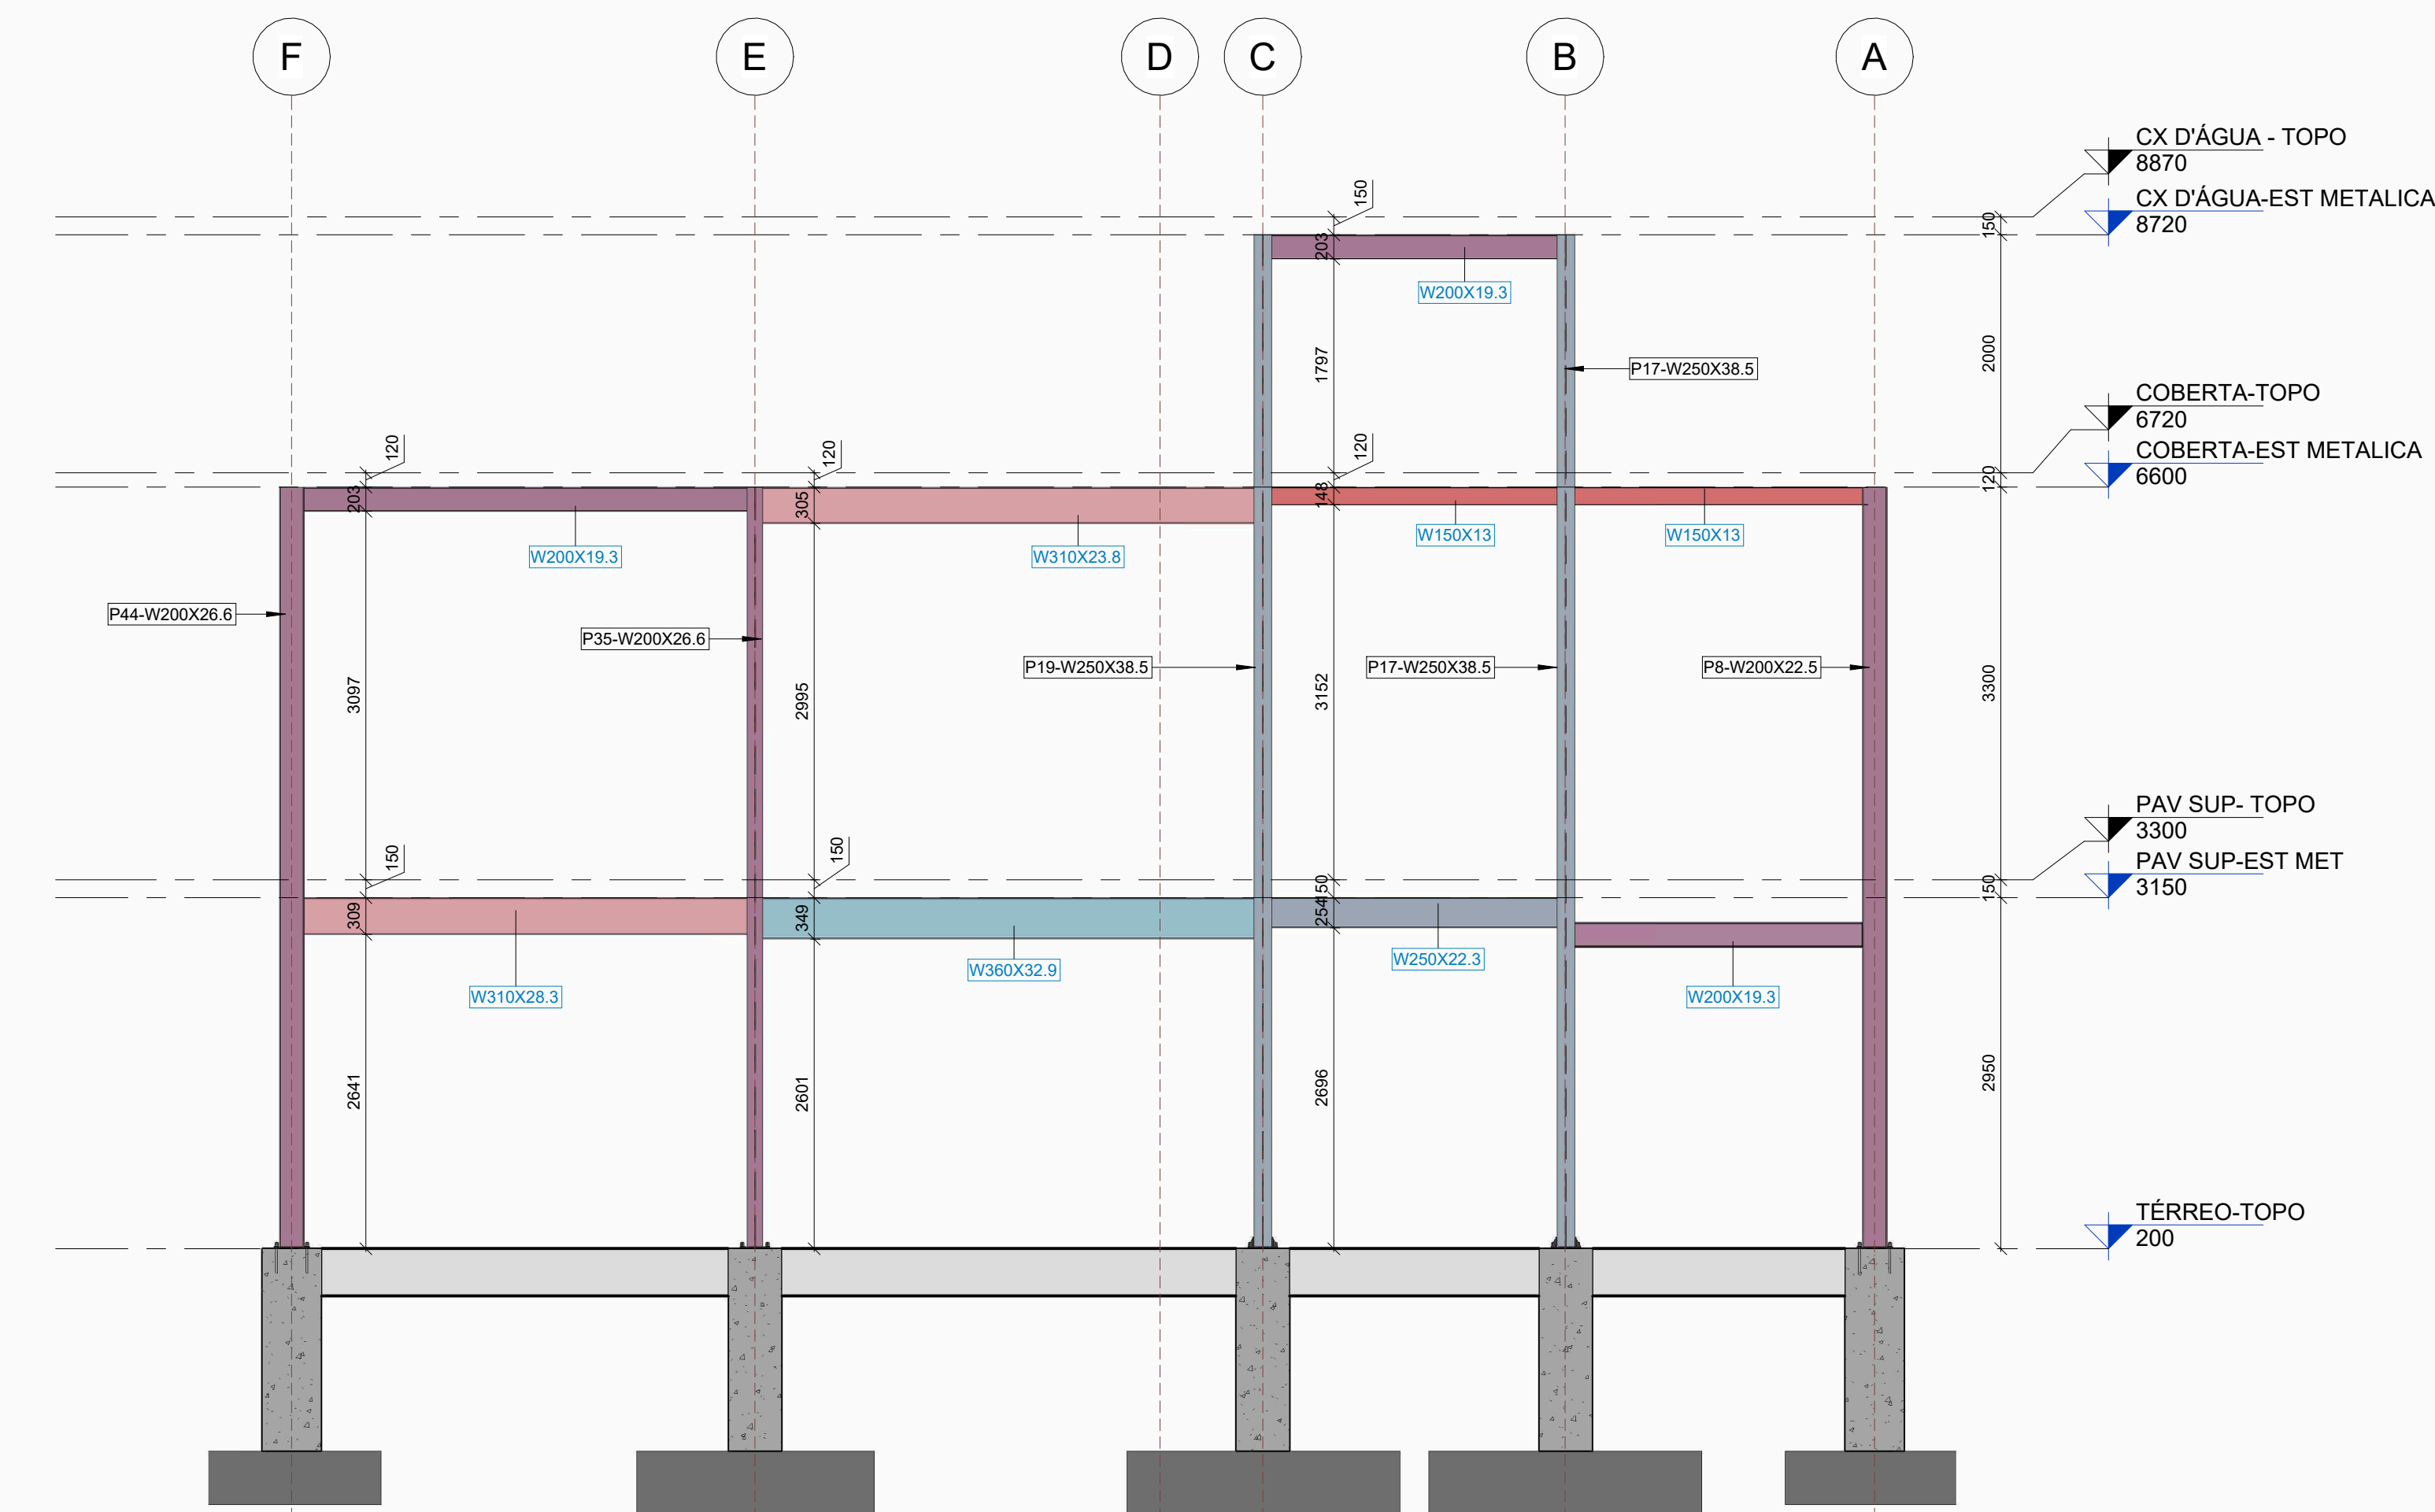 F
E
D
C
B
A
CX D'ÁGUA - TOPO
8870
CX D'ÁGUA-EST METALICA
8720
150
150
203
W200X19.3
1797
P17-W250X38.5
2000
COBERTA-TOPO
6720
COBERTA-EST METALICA
6600
120
120
120
120
203
305
148
W200X19.3
W310X23.8
W150X13
W150X13
P44-W200X26.6
P35-W200X26.6
P19-W250X38.5
P17-W250X38.5
P8-W200X22.5
3097
2995
3152
3300
PAV SUP- TOPO
3300
PAV SUP-EST MET
3150
150
150
150
150
309
349
254
W310X28.3
W360X32.9
W250X22.3
W200X19.3
2641
2601
2696
2950
TÉRREO-TOPO
200